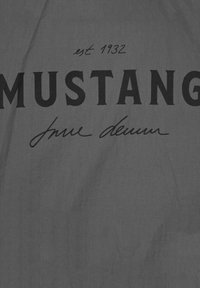 est 1932
MUSTANG
True denim